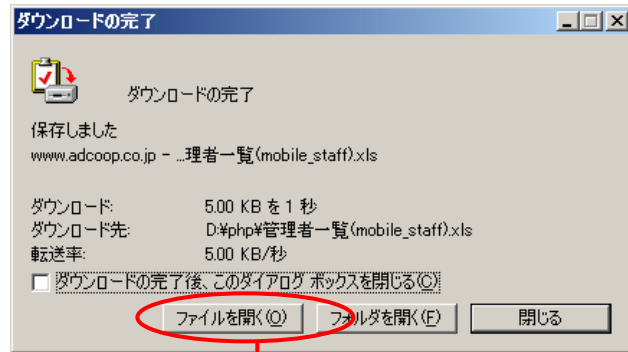 ダウンロードの完了
ダウンロードの完了
保存しました
www.adcoop.co.jp - ...理者一覧(mobile_staff).xls
ダウンロード: 5.00 KB を 1 秒
ダウンロード先: D:¥php¥管理者一覧(mobile_staff).xls
転送率: 5.00 KB/秒
ダウンロードの完了後、このダイアログ ボックスを閉じる(C)
ファイルを開く(O) フォルダを開く(F) 閉じる